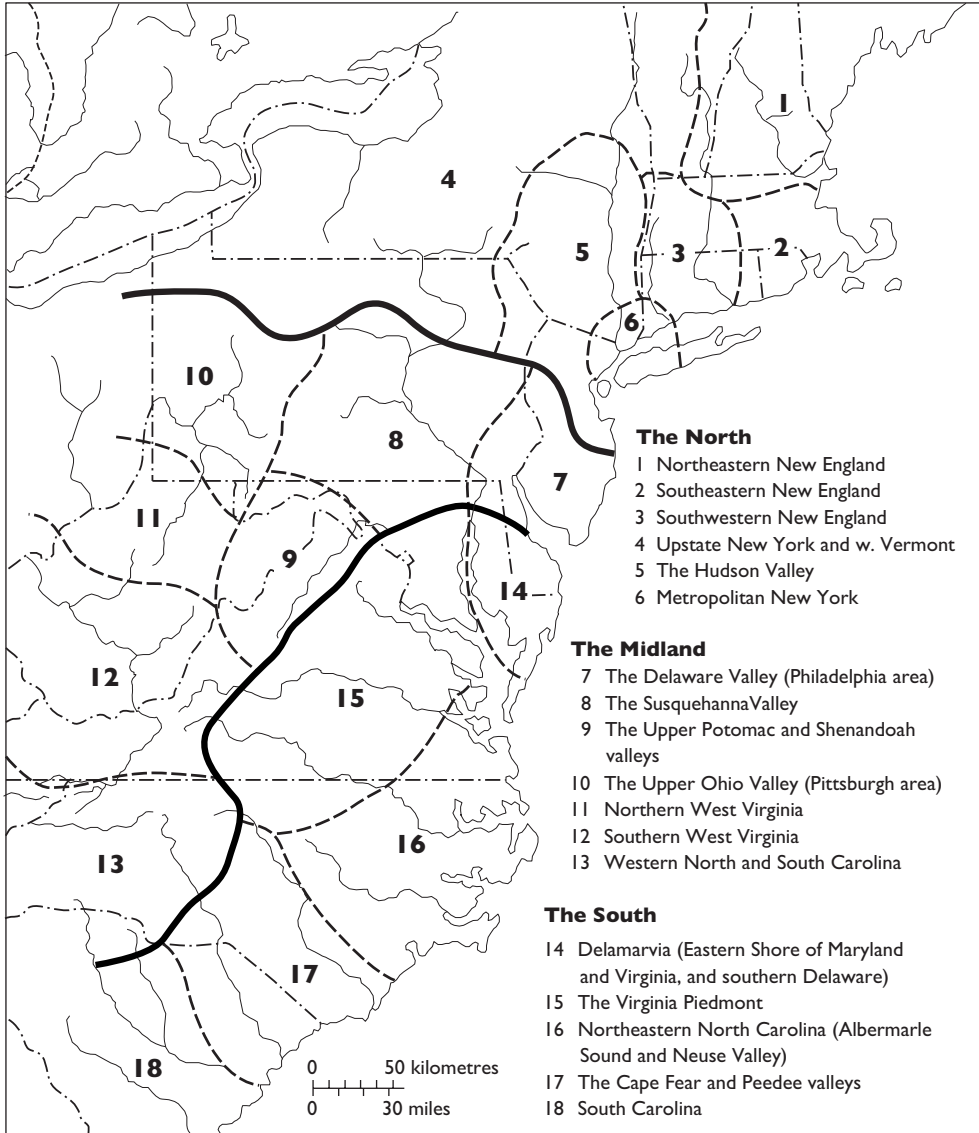 1
4
5
3
2
6
10
8
7
11
9
14
12
15
13
16
17
18
The North
1 Northeastern New England
2 Southeastern New England
3 Southwestern New England
4 Upstate New York and w. Vermont
5 The Hudson Valley
6 Metropolitan New York
The Midland
7 The Delaware Valley (Philadelphia area)
8 The SusquehannaValley
9 The Upper Potomac and Shenandoah
valleys
10 The Upper Ohio Valley (Pittsburgh area)
11 Northern West Virginia
12 Southern West Virginia
13 Western North and South Carolina
The South
14 Delamarvia (Eastern Shore of Maryland
and Virginia, and southern Delaware)
15 The Virginia Piedmont
16 Northeastern North Carolina (Albermarle
Sound and Neuse Valley)
17 The Cape Fear and Peedee valleys
18 South Carolina
0 50 kilometres
0 30 miles